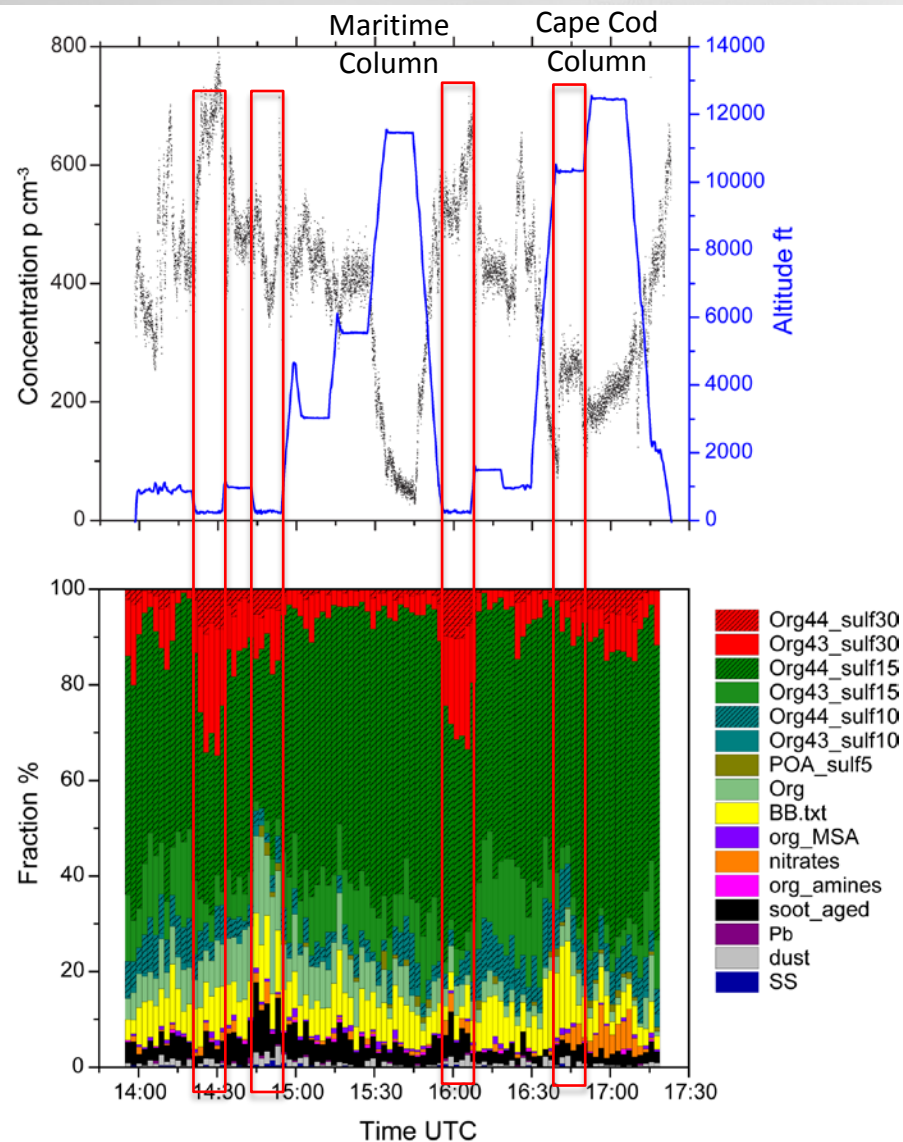 Maritime Column
Cape Cod Column
800
600
400
200
0
Concentration p cm-3
14000
12000
10000
8000
6000
4000
2000
0
Altitude ft
100
80
60
40
20
0
Fraction %
14:00 14:30 15:00 15:30 16:00 16:30 17:00 17:30
Time UTC
Org44_sulf30
Org43_sulf30
Org44_sulf15
Org43_sulf15
Org44_sulf10
Org43_sulf10
POA_sulf5
Org
BB.txt
org_MSA
nitrates
org_amines
soot_aged
Pb
dust
SS